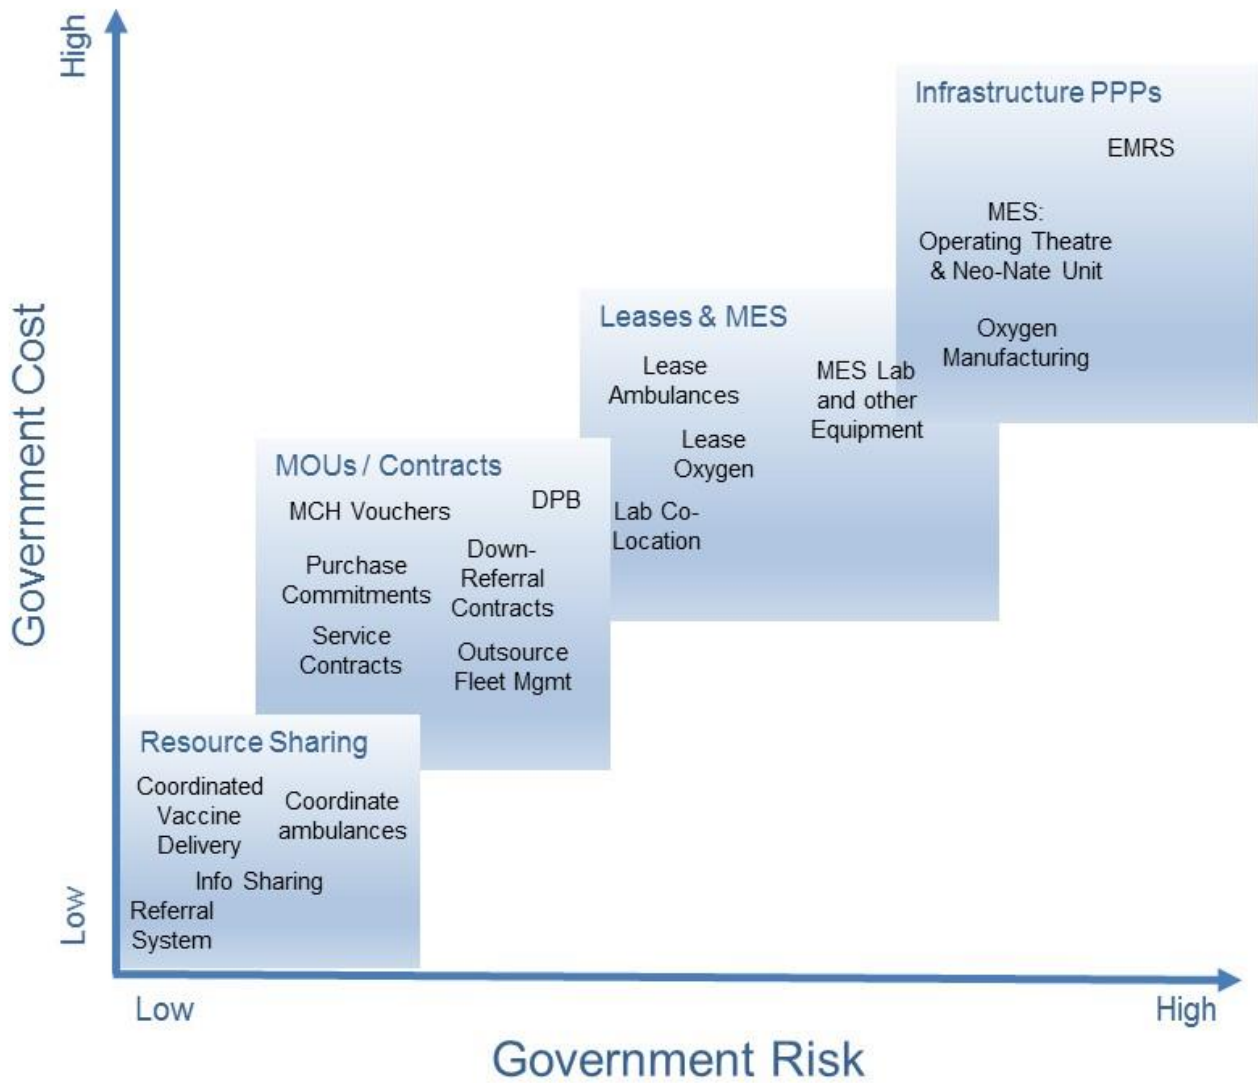 High
Government Cost
Low
Infrastructure PPPs
EMRS
MES:
Operating Theatre
& Neo-Nate Unit
Oxygen
Manufacturing
Leases & MES
Lease
Ambulances
MES Lab
and other
Equipment
Lease
Oxygen
Lab Co-
Location
MOUs / Contracts
MCH Vouchers
DPB
Purchase
Commitments
Down-
Referral
Contracts
Service
Contracts
Outsource
Fleet Mgmt
Resource Sharing
Coordinated
Vaccine
Delivery
Coordinate
ambulances
Info Sharing
Referral
System
Low
High
Government Risk